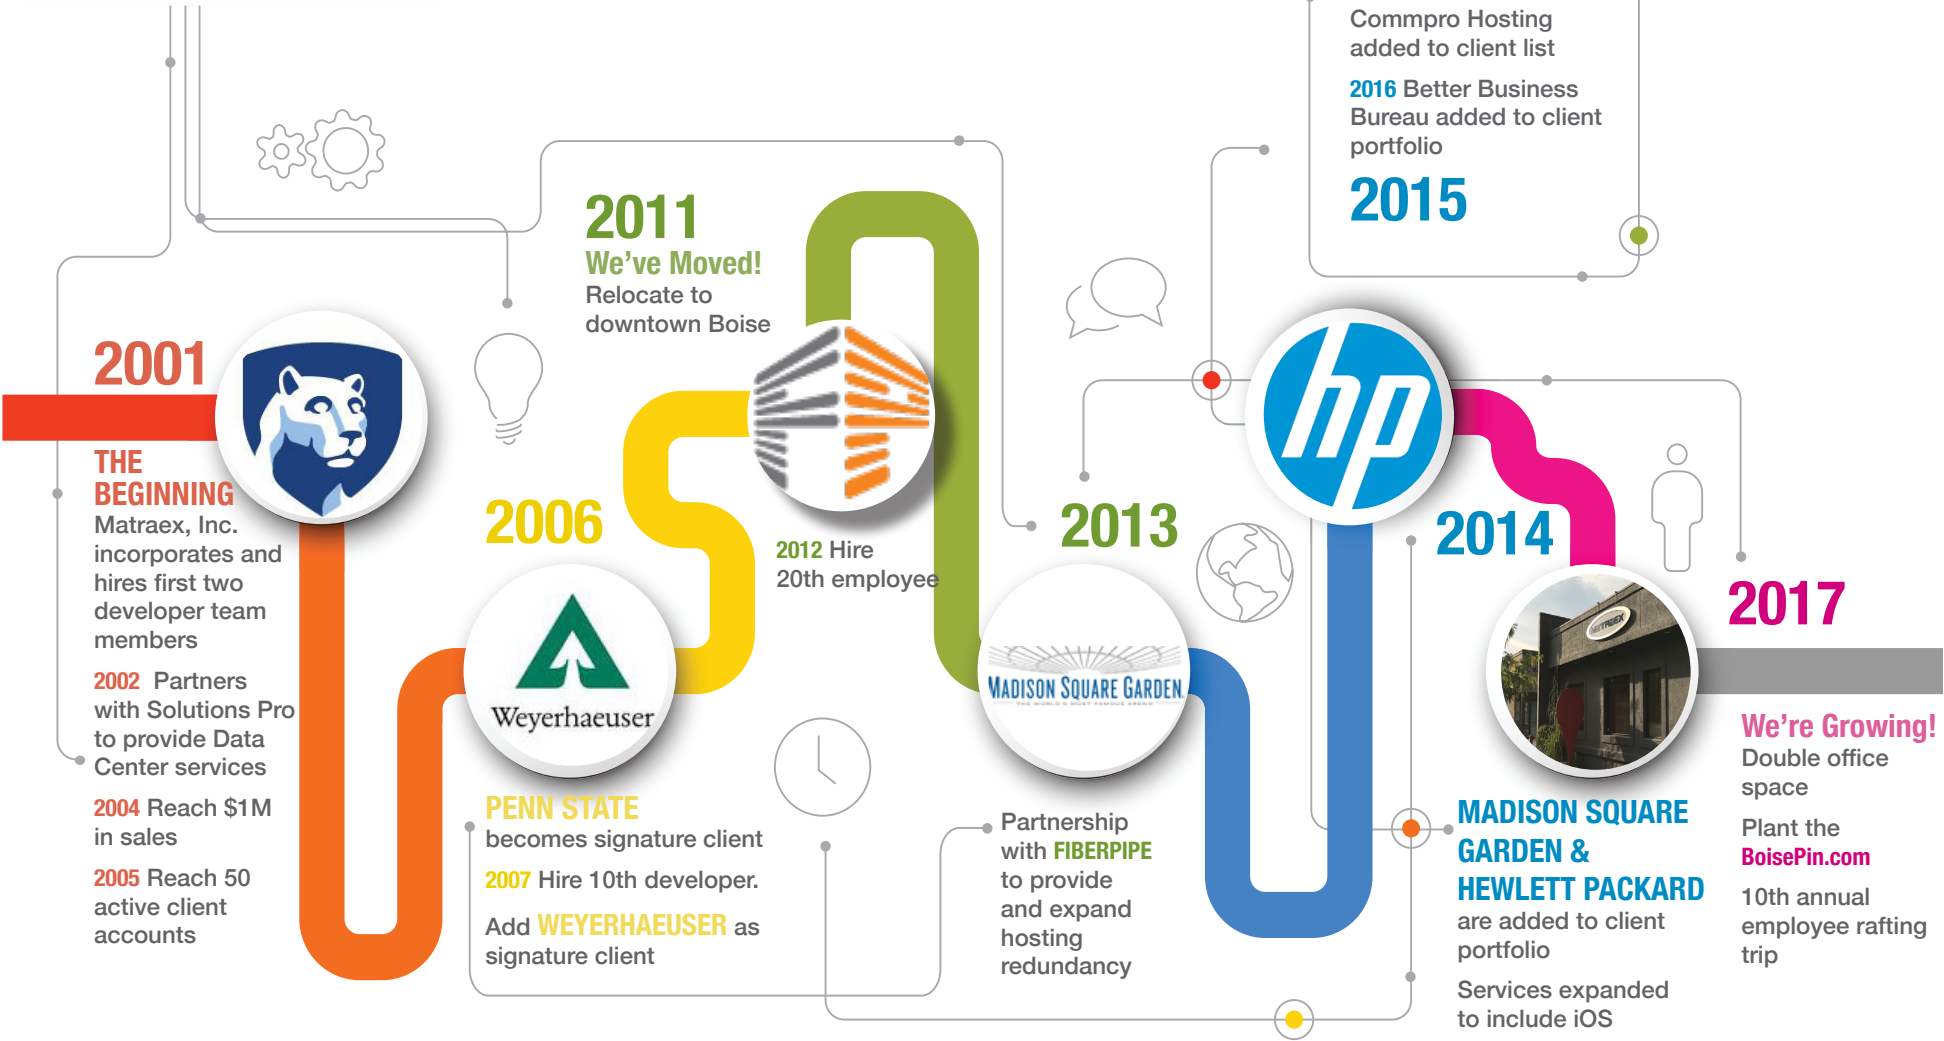 2001
THE
BEGINNING
Matraex, Inc.
incorporates and
hires first two
developer team
members
2002 Partners
with Solutions Pro
to provide Data
Center services
2004 Reach $1M
in sales
2005 Reach 50
active client
accounts
2006
Weyerhaeuser
PENN STATE
becomes signature client
2007 Hire 10th developer.
Add WEYERHAEUSER as
signature client
2011
We've Moved!
Relocate to
downtown Boise
2012 Hire
20th employee
2013
MADISON SQUARE GARDEN
THE WORLD'S MOST FAMOUS ARENA
Partnership
with FIBERPIPE
to provide
and expand
hosting
redundancy
hp
2014
MATRAEX
MADISON SQUARE
GARDEN &
HEWLETT PACKARD
are added to client
portfolio
Services expanded
to include iOS
Commpro Hosting
added to client list
2016 Better Business
Bureau added to client
portfolio
2015
2017
We're Growing!
Double office
space
Plant the
BoisePin.com
10th annual
employee rafting
trip